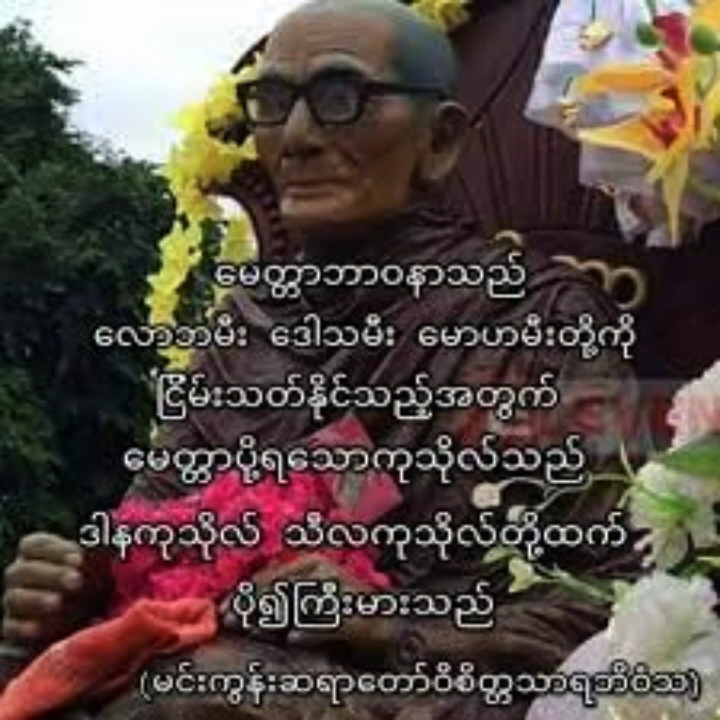 မေတ္တာဘာဝနာသည်
လောဘမီး ဒေါသမီး မောဟမီးတို့ကို
ငြိမ်းသတ်နိုင်သည့်အတွက်
မေတ္တာပို့ရသောကုသိုလ်သည်
ဒါနကုသိုလ် သီလကုသိုလ်တို့ထက်
ပို၍ကြီးမားသည်
(မင်းကွန်းဆရာတော်ဝိစိတ္တသာရဘိဝံသ)